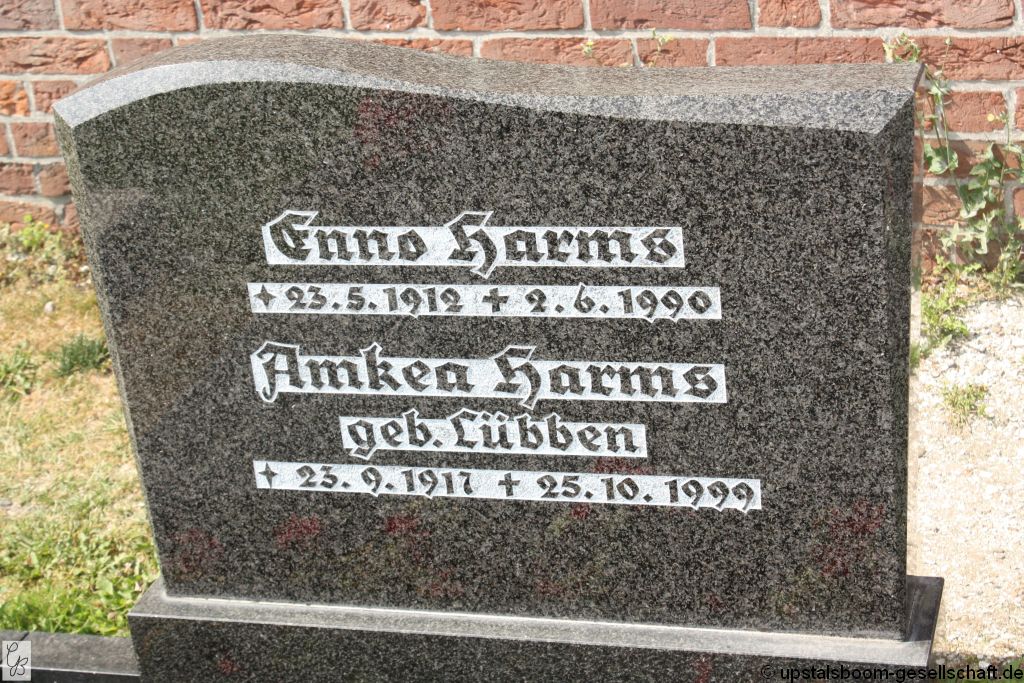 Enno Harms
✦ 23.5.1912 ✝ 2.6.1990
Amkea Harms
geb. Lübben
✦ 23.9.1917 ✝ 25.10.1999
© upstalsboom-gesellschaft.de